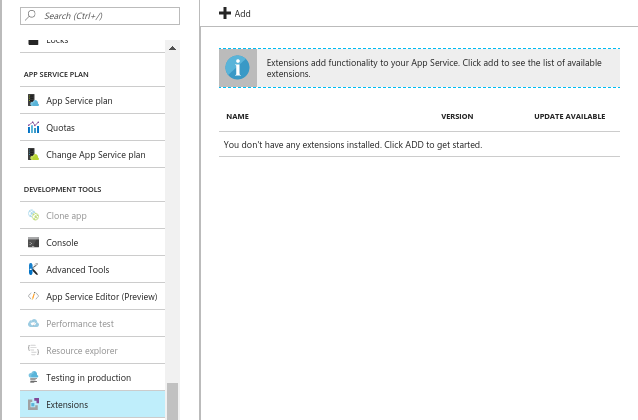 Search (Ctrl+/)
Locks
APP SERVICE PLAN
App Service plan
Quotas
Change App Service plan
DEVELOPMENT TOOLS
Clone app
Console
Advanced Tools
App Service Editor (Preview)
Performance test
Resource explorer
Testing in production
Extensions
Add
Extensions add functionality to your App Service. Click add to see the list of available
extensions.
NAME VERSION UPDATE AVAILABLE
You don't have any extensions installed. Click ADD to get started.